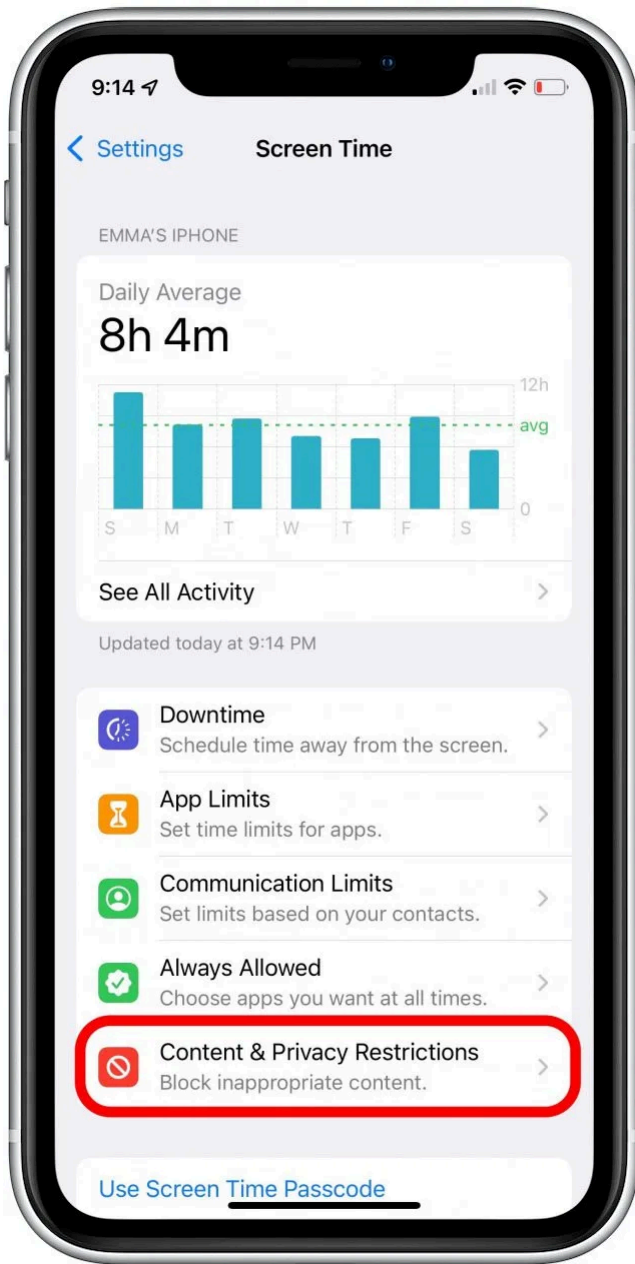 9:14
Settings
Screen Time
EMMA'S IPHONE
Daily Average
8h 4m
12h
avg
0
S M T W T F S
See All Activity
Updated today at 9:14 PM
Downtime
Schedule time away from the screen.
App Limits
Set time limits for apps.
Communication Limits
Set limits based on your contacts.
Always Allowed
Choose apps you want at all times.
Content & Privacy Restrictions
Block inappropriate content.
Use Screen Time Passcode